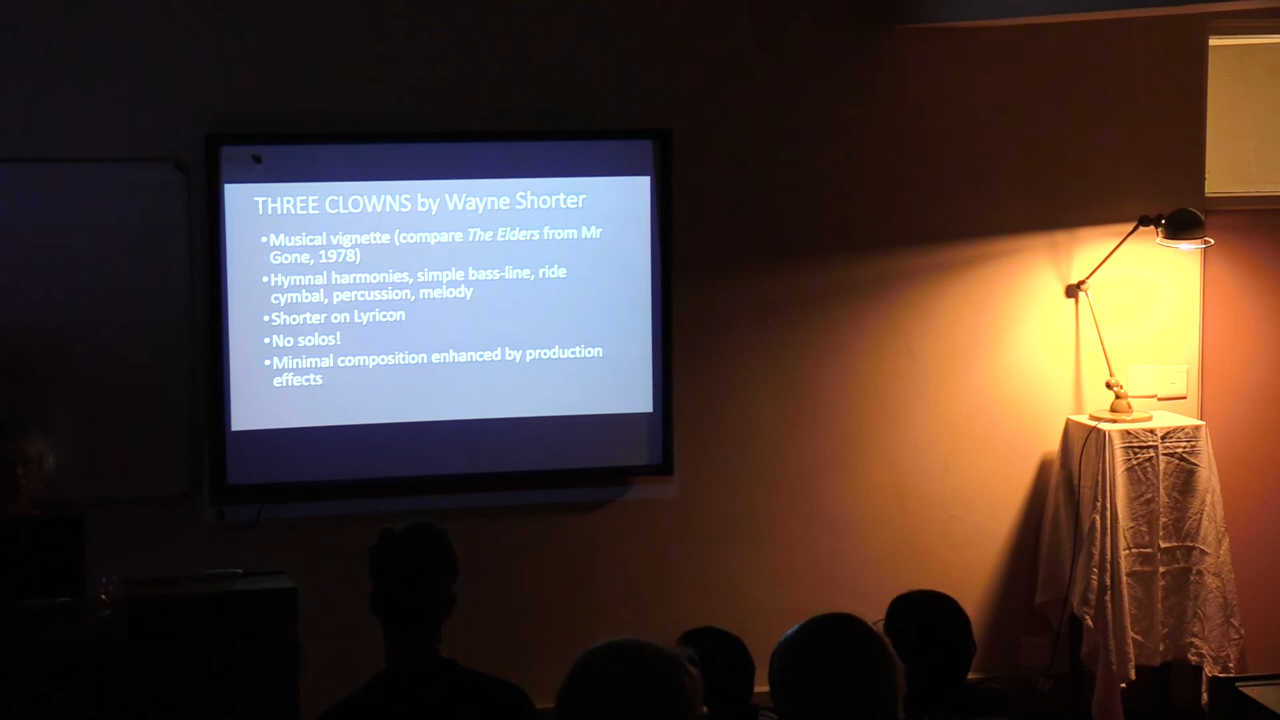 THREE CLOWNS by Wayne Shorter
•Musical vignette (compare The Elders from Mr
Gone, 1978)
•Hymnal harmonies, simple bass-line, ride
cymbal, percussion, melody
•Shorter on Lyricon
•No solos!
•Minimal composition enhanced by production
effects